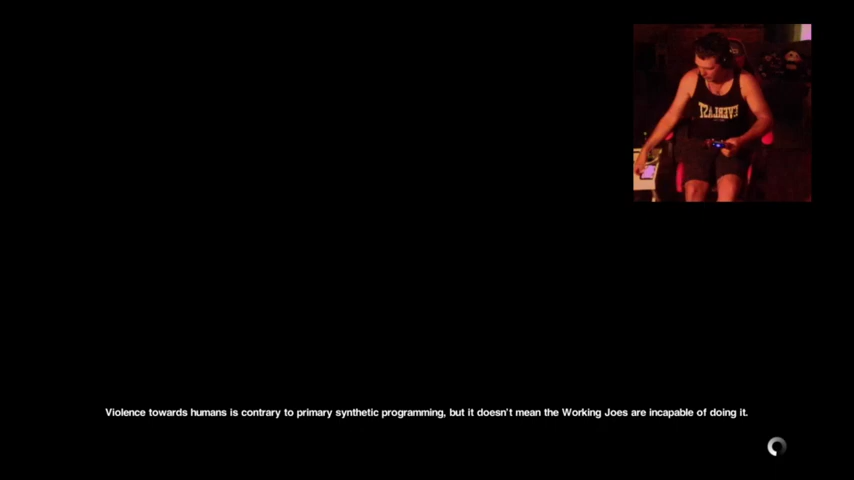 EVERLAST
Violence towards humans is contrary to primary synthetic programming, but it doesn't mean the Working Joes are incapable of doing it.